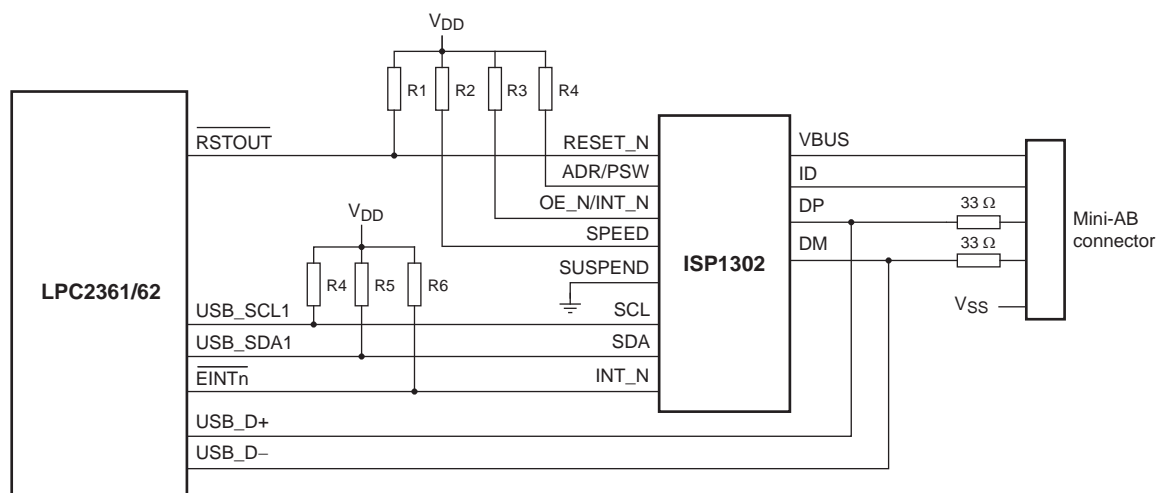 VDD
R1 R2 R3 R4
RSTOUT RESET_N VBUS
ADR/PSW ID
OE_N/INT_N DP 33 Ω
SPEED DM 33 Ω
Mini-AB
connector
VDD
SUSPEND ISP1302
LPC2361/62 R4 R5 R6
VSS
USB_SCL1 SCL
USB_SDA1 SDA
EINTn INT_N
USB_D+
USB_D−